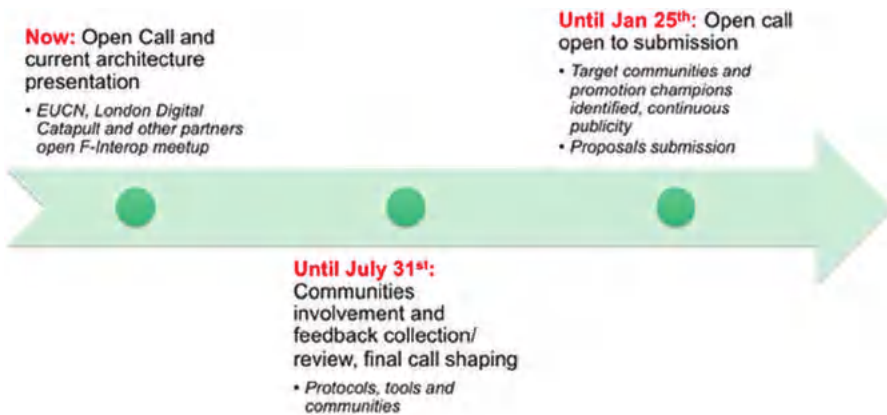 Now: Open Call and
current architecture
presentation
• EUCN, London Digital
Catapult and other partners
open F-Interop meetup
Until July 31st:
Communities
involvement and
feedback collection/
review, final call shaping
• Protocols, tools and
communities
Until Jan 25th: Open call
open to submission
• Target communities and
promotion champions
identified, continuous
publicity
• Proposals submission